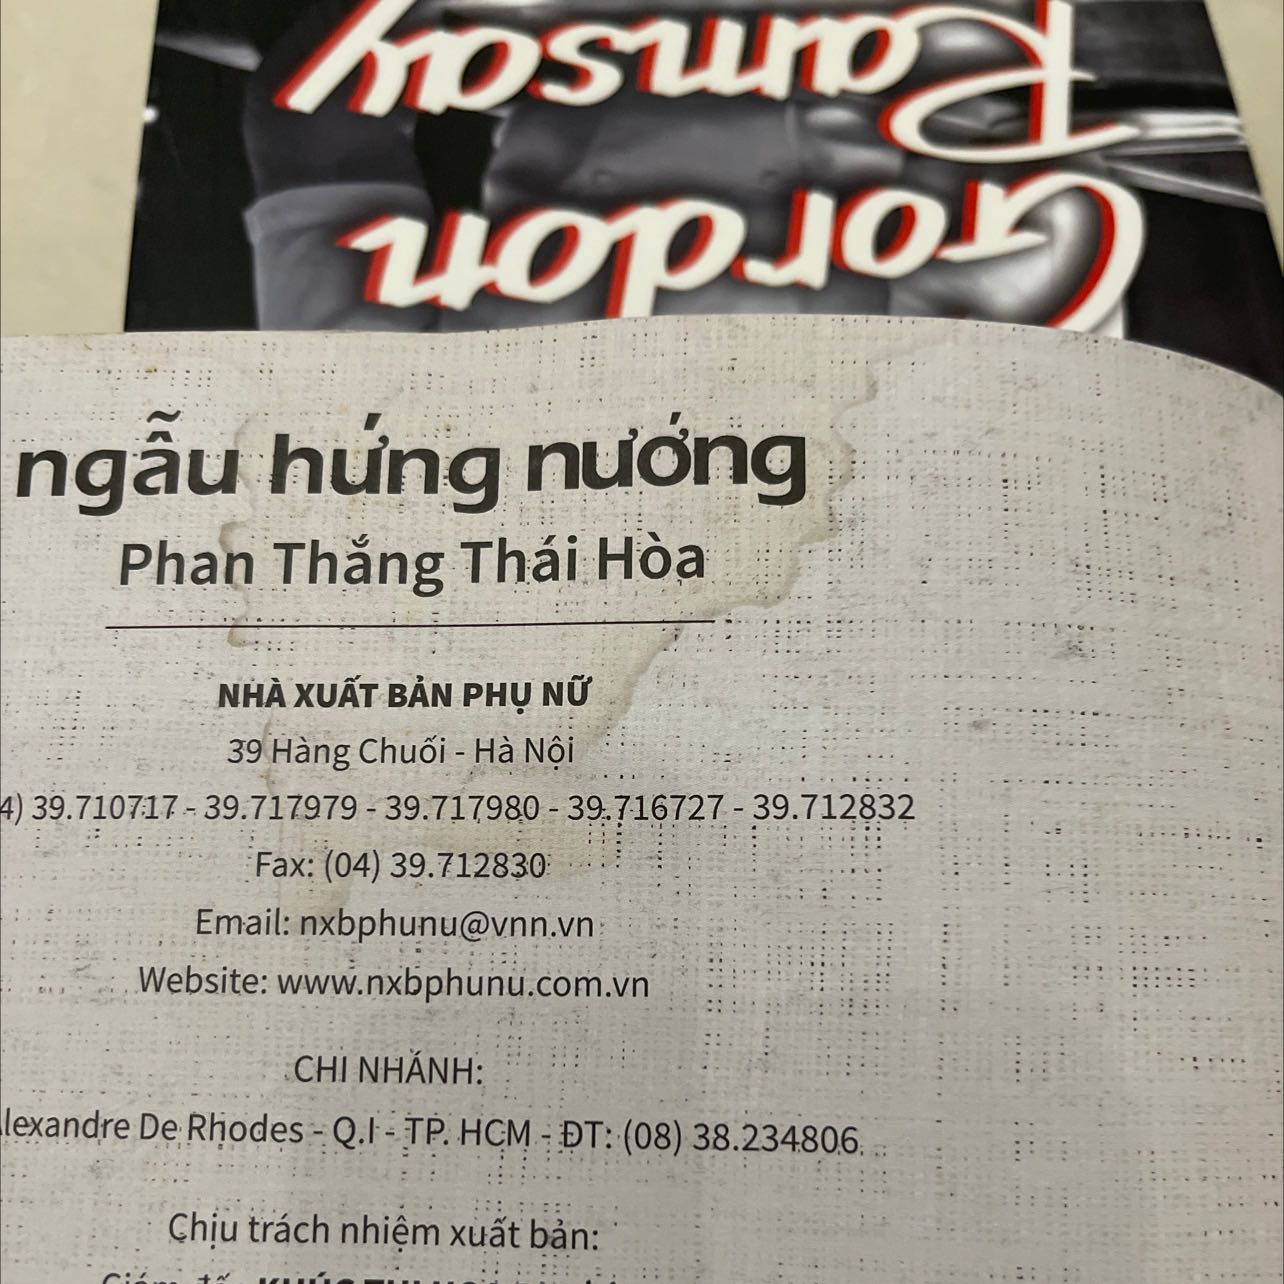 Gordon
Ramsay
ngẫu hứng nướng
Phan Thắng Thái Hòa
NHÀ XUẤT BẢN PHỤ NỮ
39 Hàng Chuối - Hà Nội
4) 39.710717 - 39.717979 - 39.717980 - 39.716727 - 39.712832
Fax: (04) 39.712830
Email: nxbphunu@vnn.vn
Website: www.nxbphunu.com.vn
CHI NHÁNH:
lexandre De Rhodes - Q.I - TP. HCM - ĐT: (08) 38.234806
Chịu trách nhiệm xuất bản: